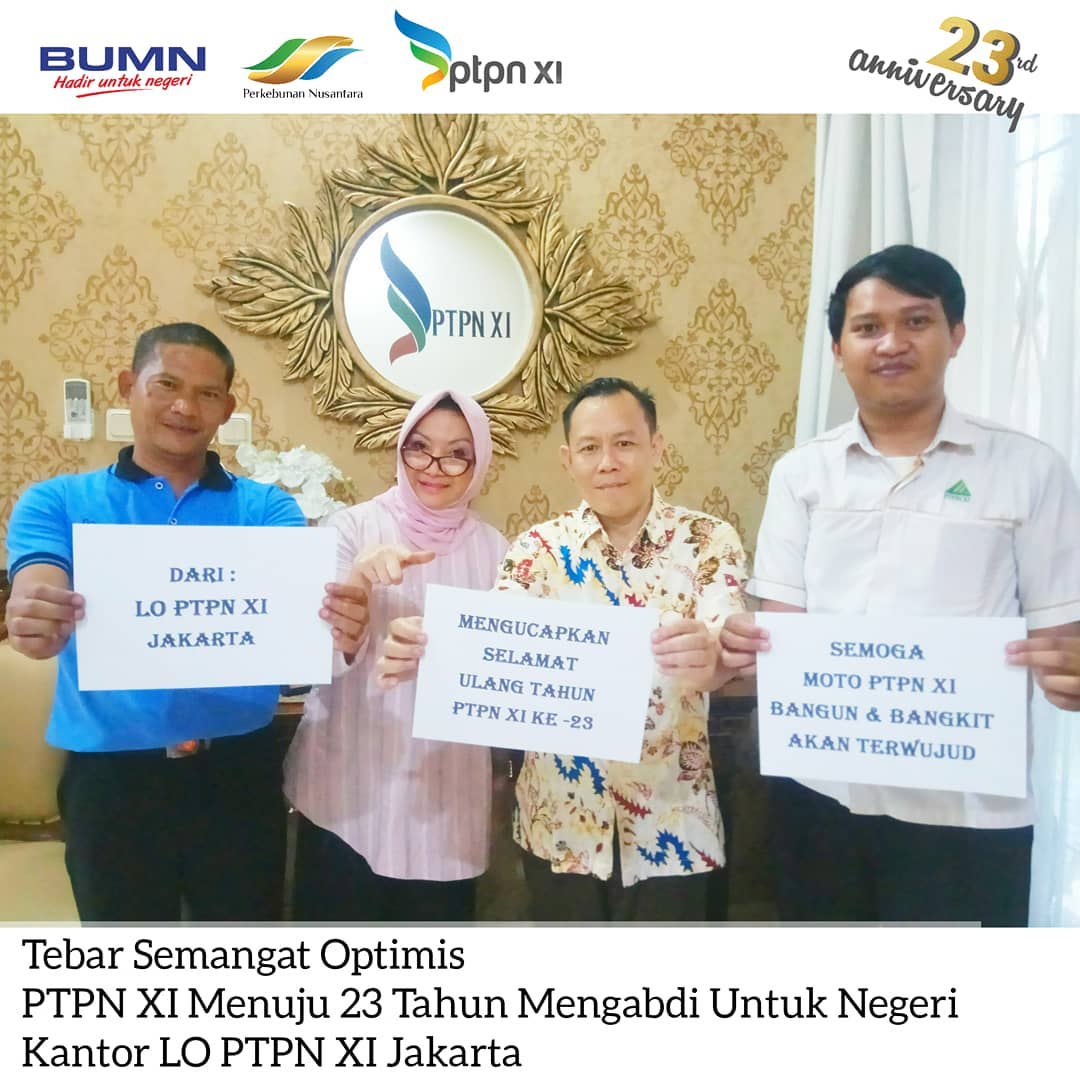 BUMN
Hadir untuk negeri
Perkebunan Nusantara
ptpn XI
23rd
anniversary
PTPN XI
DARI :
LO PTPN XI
JAKARTA
MENGUCAPKAN
SELAMAT
ULANG TAHUN
PTPN XI KE -23
SEMOGA
MOTO PTPN XI
BANGUN & BANGKIT
AKAN TERWUJUD
Tebar Semangat Optimis
PTPN XI Menuju 23 Tahun Mengabdi Untuk Negeri
Kantor LO PTPN XI Jakarta